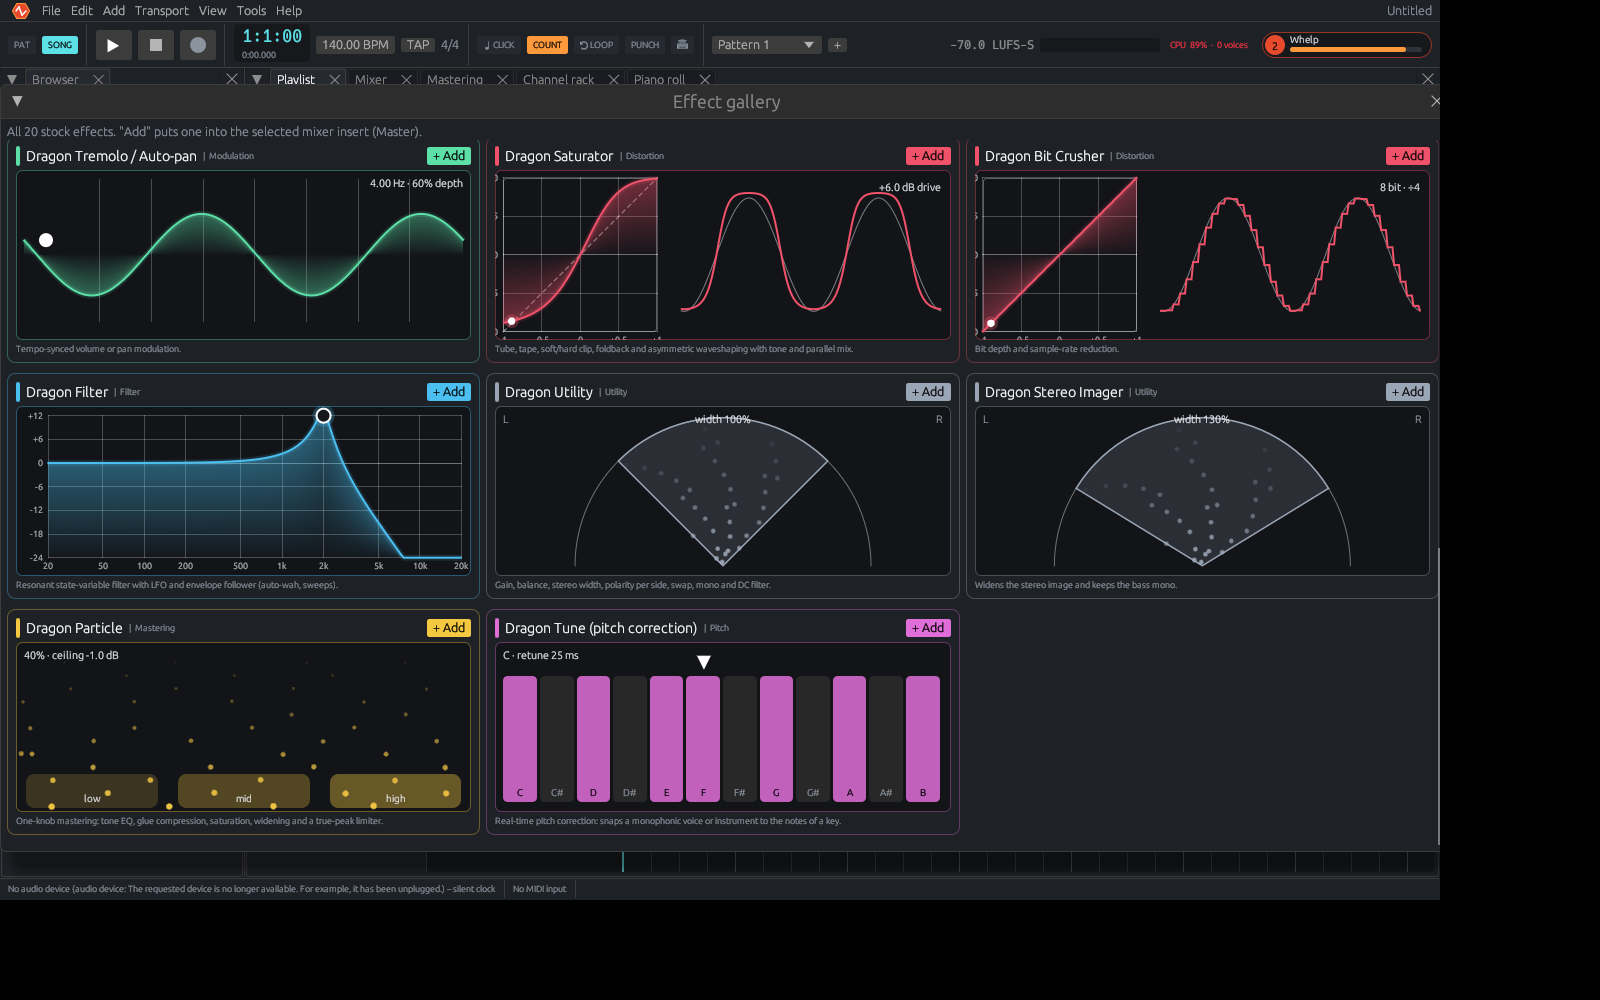 File Edit Add Transport View Tools Help
Untitled
PAT SONG
1:1:00
0:00.000
140.00 BPM TAP 4/4
CLICK COUNT LOOP PUNCH
Pattern 1 +
-70.0 LUFS-S
CPU 89% · 0 voices
2 Whelp
Browser
Playlist Mixer Mastering Channel rack Piano roll
Effect gallery
All 20 stock effects. "Add" puts one into the selected mixer insert (Master).
Dragon Tremolo / Auto-pan | Modulation + Add
4.00 Hz · 60% depth
Tempo-synced volume or pan modulation.
Dragon Saturator | Distortion + Add
+6.0 dB drive
Tube, tape, soft/hard clip, foldback and asymmetric waveshaping with tone and parallel mix.
Dragon Bit Crusher | Distortion + Add
8 bit · ÷4
Bit depth and sample-rate reduction.
Dragon Filter | Filter + Add
+12
+6
0
-6
-12
-18
-24
20 50 100 200 500 1k 2k 5k 10k 20k
Resonant state-variable filter with LFO and envelope follower (auto-wah, sweeps).
Dragon Utility | Utility + Add
L width 100% R
Gain, balance, stereo width, polarity per side, swap, mono and DC filter.
Dragon Stereo Imager | Utility + Add
L width 130% R
Widens the stereo image and keeps the bass mono.
Dragon Particle | Mastering + Add
40% · ceiling -1.0 dB
low mid high
One-knob mastering: tone EQ, glue compression, saturation, widening and a true-peak limiter.
Dragon Tune (pitch correction) | Pitch + Add
C · retune 25 ms
C C# D D# E F F# G G# A A# B
Real-time pitch correction: snaps a monophonic voice or instrument to the notes of a key.
No audio device (audio device: The requested device is no longer available. For example, it has been unplugged.) – silent clock
No MIDI input